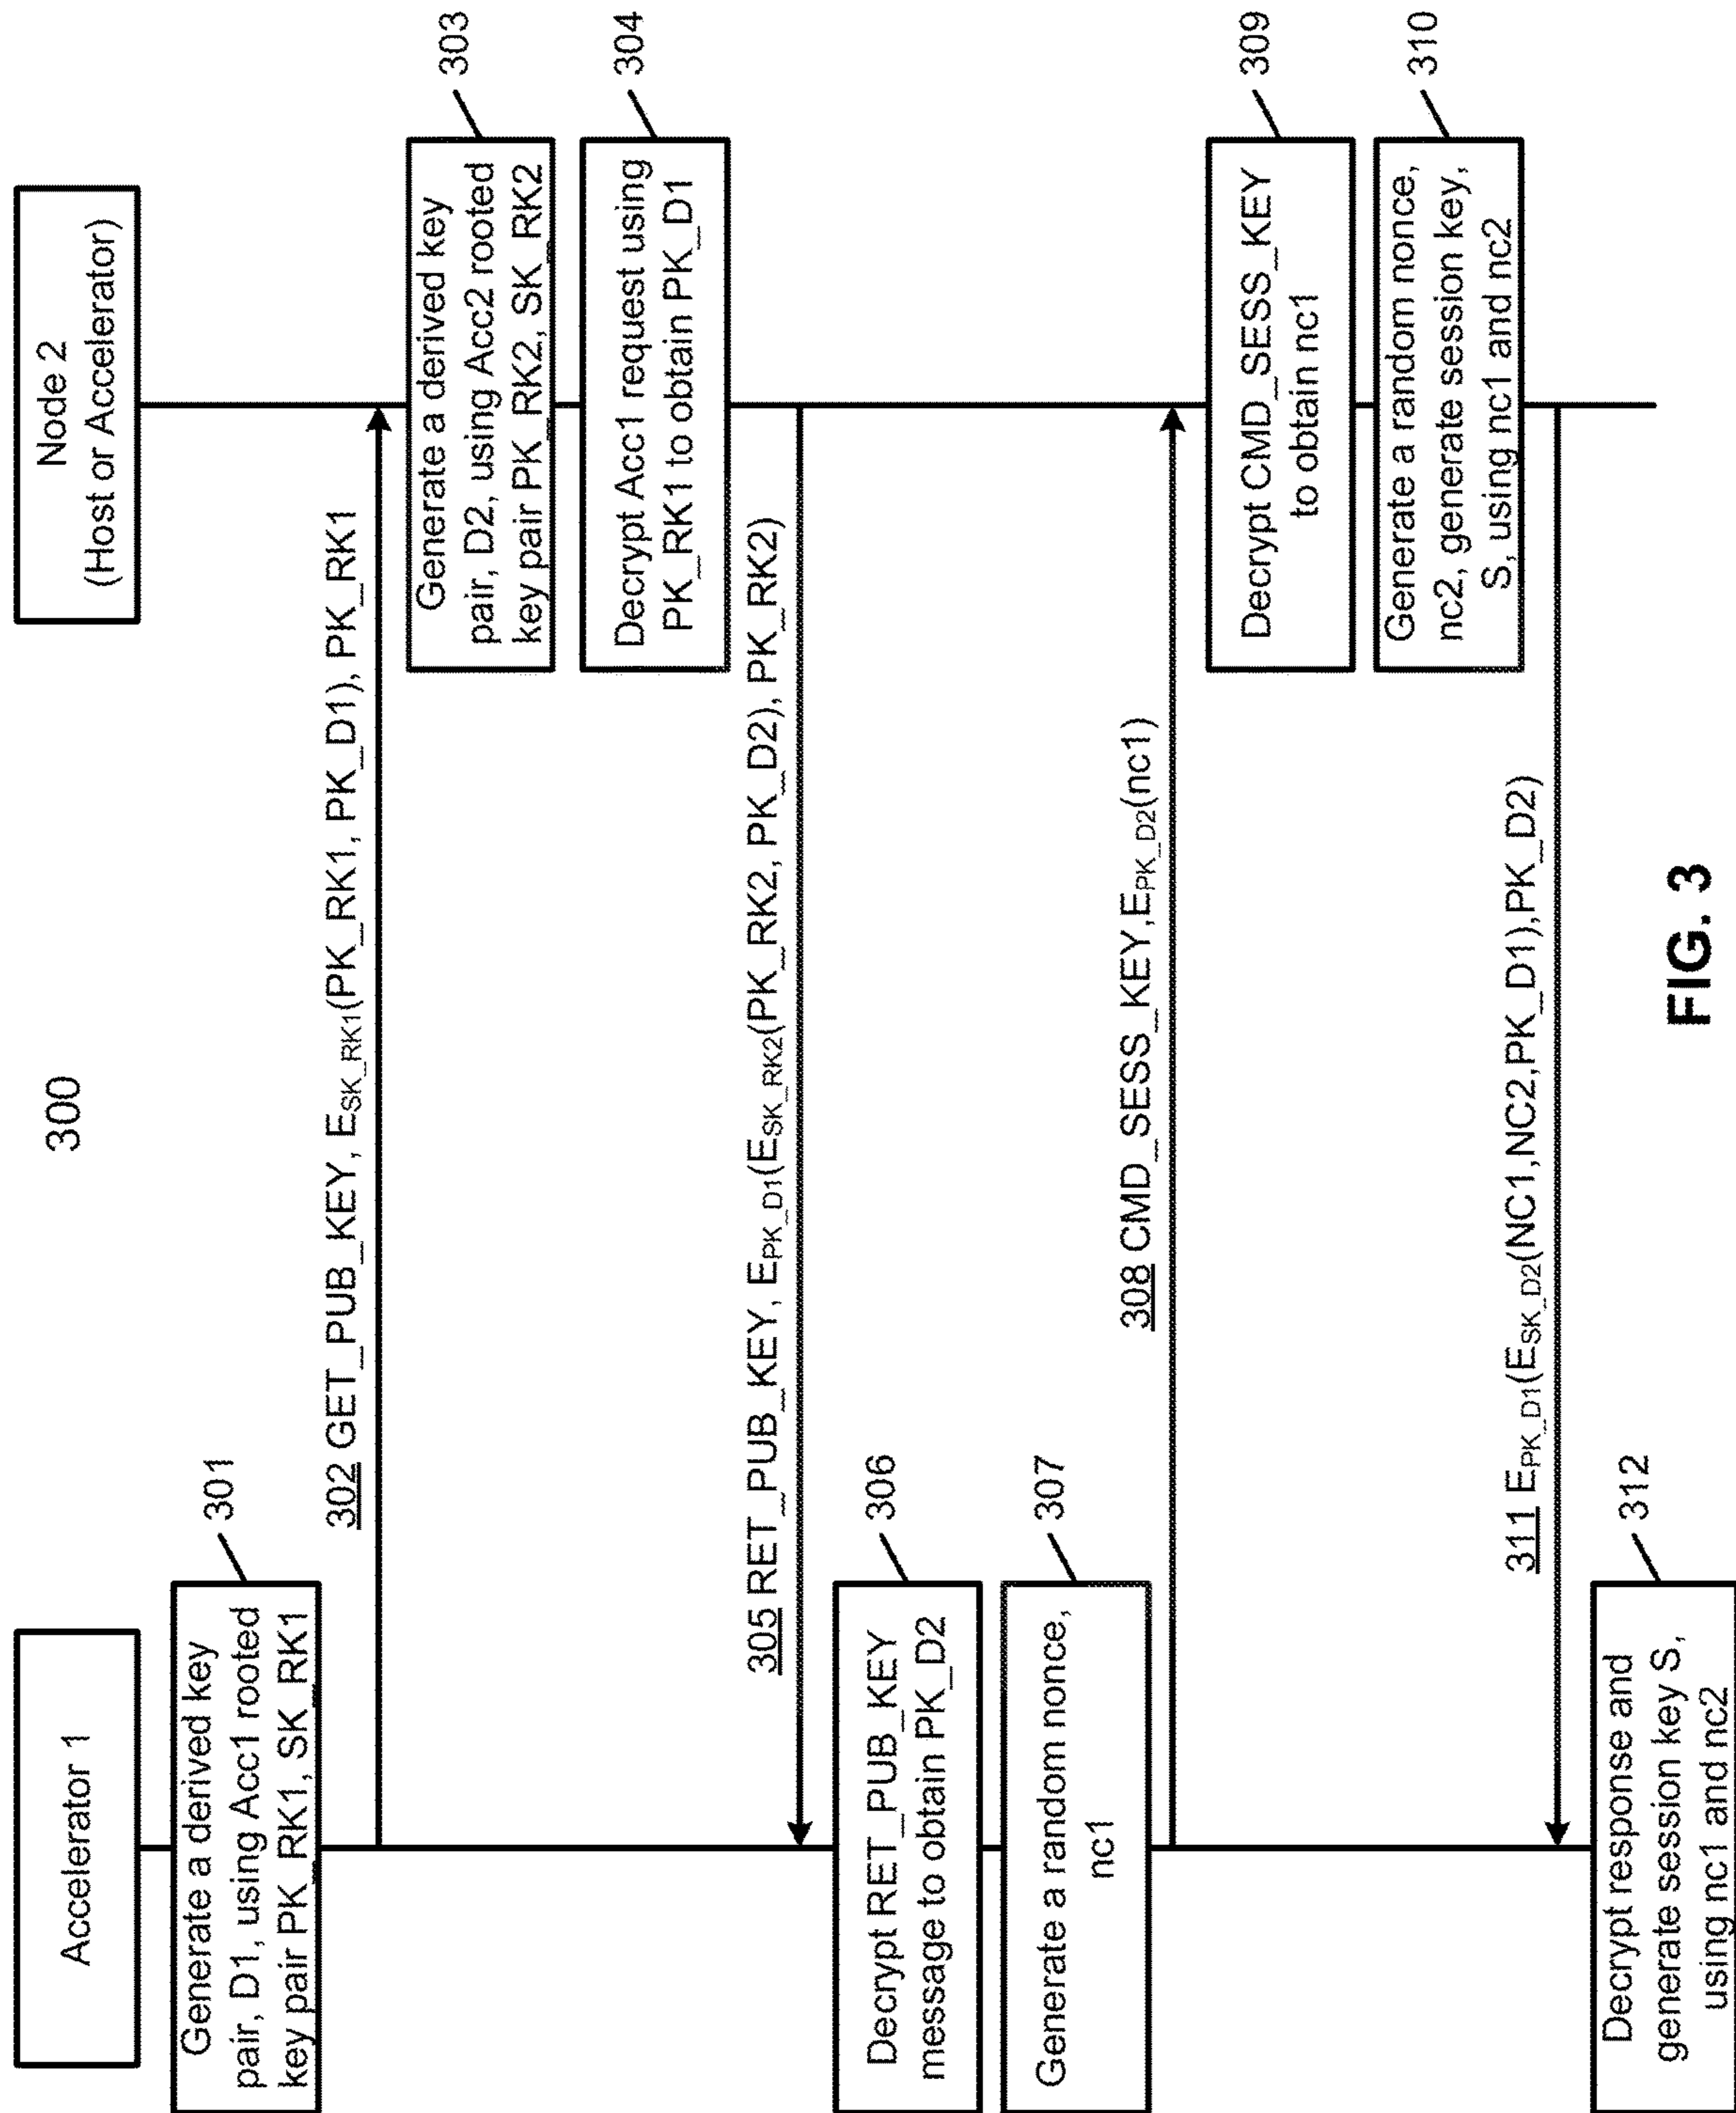 300
Accelerator 1
Node 2
(Host or Accelerator)
Generate a derived key
pair, D1, using Acc1 rooted
key pair PK_RK1, SK_RK1
301
302 GET_PUB_KEY, E_SK_RK1(PK_RK1, PK_D1), PK_RK1
Generate a derived key
pair, D2, using Acc2 rooted
key pair PK_RK2, SK_RK2
303
Decrypt Acc1 request using
PK_RK1 to obtain PK_D1
304
305 RET_PUB_KEY, E_PK_D1(E_SK_RK2(PK_RK2, PK_D2), PK_RK2)
Decrypt RET_PUB_KEY
message to obtain PK_D2
306
Generate a random nonce,
nc1
307
308 CMD_SESS_KEY,E_PK_D2(nc1)
Decrypt CMD_SESS_KEY
to obtain nc1
309
Generate a random nonce,
nc2, generate session key,
S, using nc1 and nc2
310
311 E_PK_D1(E_SK_D2(NC1,NC2,PK_D1),PK_D2)
Decrypt response and
generate session key S,
using nc1 and nc2
312
FIG. 3